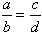 a/b = c/d